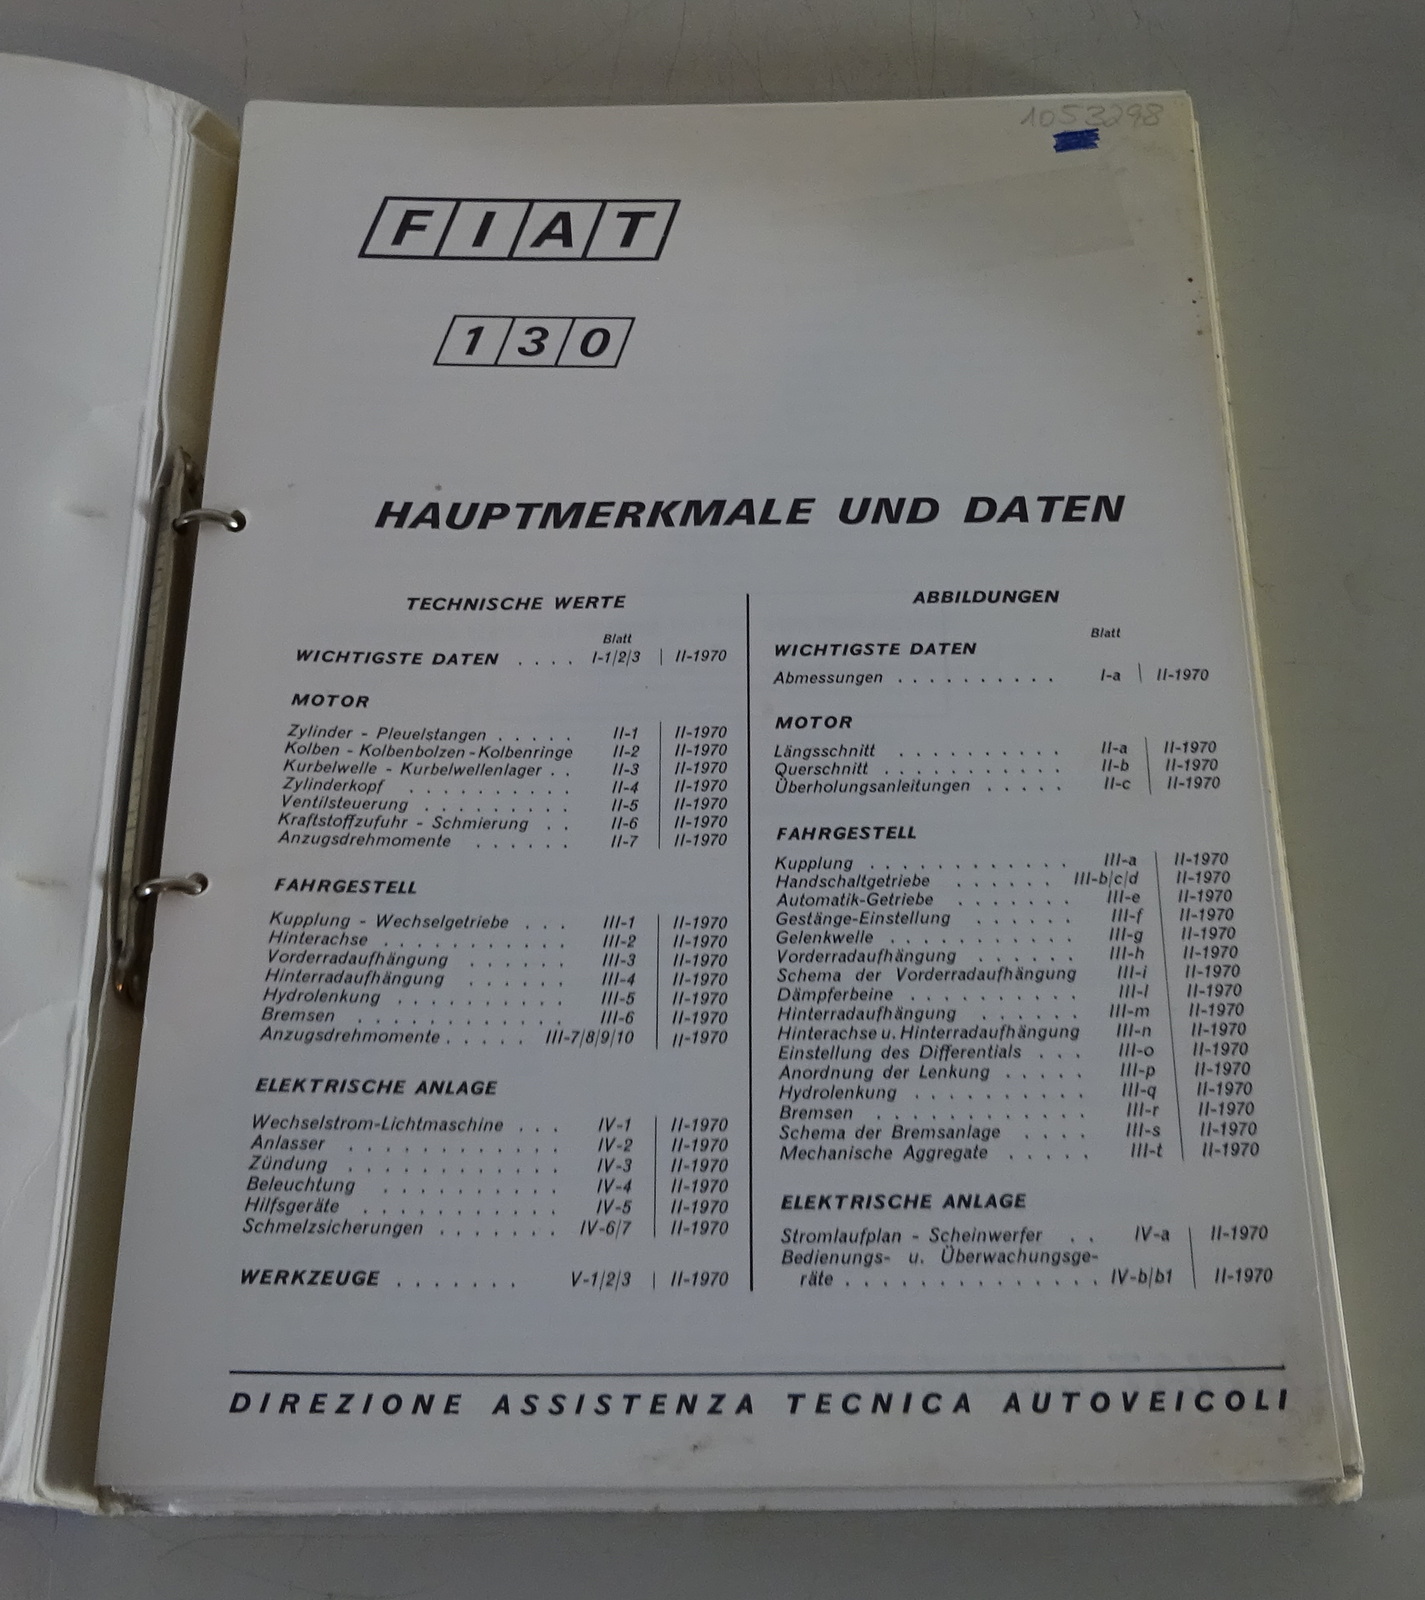 1053298
FIAT
130
HAUPTMERKMALE UND DATEN
TECHNISCHE WERTE
Blatt
WICHTIGSTE DATEN . . . . I-1/2/3 | II-1970
MOTOR
Zylinder - Pleuelstangen . . . . . II-1 | II-1970
Kolben - Kolbenbolzen - Kolbenringe II-2 | II-1970
Kurbelwelle - Kurbelwellenlager . . II-3 | II-1970
Zylinderkopf . . . . . . . . . II-4 | II-1970
Ventilsteuerung . . . . . . . . II-5 | II-1970
Kraftstoffzufuhr - Schmierung . . II-6 | II-1970
Anzugsdrehmomente . . . . . . II-7 | II-1970
FAHRGESTELL
Kupplung - Wechselgetriebe . . . III-1 | II-1970
Hinterachse . . . . . . . . . . III-2 | II-1970
Vorderradaufhängung . . . . . . III-3 | II-1970
Hinterradaufhängung . . . . . . III-4 | II-1970
Hydrolenkung . . . . . . . . . III-5 | II-1970
Bremsen . . . . . . . . . . . . III-6 | II-1970
Anzugsdrehmomente . . . . . III-7/8/9/10 | II-1970
ELEKTRISCHE ANLAGE
Wechselstrom-Lichtmaschine . . . IV-1 | II-1970
Anlasser . . . . . . . . . . . IV-2 | II-1970
Zündung . . . . . . . . . . . IV-3 | II-1970
Beleuchtung . . . . . . . . . IV-4 | II-1970
Hilfsgeräte . . . . . . . . . . IV-5 | II-1970
Schmelzsicherungen . . . . . . . IV-6/7 | II-1970
WERKZEUGE . . . . . . . V-1/2/3 | II-1970
ABBILDUNGEN
Blatt
WICHTIGSTE DATEN
Abmessungen . . . . . . . . . . I-a | II-1970
MOTOR
Längsschnitt . . . . . . . . . . II-a | II-1970
Querschnitt . . . . . . . . . . . II-b | II-1970
Überholungsanleitungen . . . . . II-c | II-1970
FAHRGESTELL
Kupplung . . . . . . . . . . . . III-a | II-1970
Handschaltgetriebe . . . . . . III-b/c/d | II-1970
Automatik-Getriebe . . . . . . . III-e | II-1970
Gestänge-Einstellung . . . . . . III-f | II-1970
Gelenkwelle . . . . . . . . . . III-g | II-1970
Vorderradaufhängung . . . . . . III-h | II-1970
Schema der Vorderradaufhängung III-i | II-1970
Dämpferbeine . . . . . . . . . III-l | II-1970
Hinterradaufhängung . . . . . . III-m | II-1970
Hinterachse u. Hinterradaufhängung III-n | II-1970
Einstellung des Differentials . . . III-o | II-1970
Anordnung der Lenkung . . . . . III-p | II-1970
Hydrolenkung . . . . . . . . . III-q | II-1970
Bremsen . . . . . . . . . . . . III-r | II-1970
Schema der Bremsanlage . . . . III-s | II-1970
Mechanische Aggregate . . . . . III-t | II-1970
ELEKTRISCHE ANLAGE
Stromlaufplan - Scheinwerfer . . IV-a | II-1970
Bedienungs- u. Überwachungsge-
räte . . . . . . . . . . . . . . IV-b/b1 | II-1970
DIREZIONE ASSISTENZA TECNICA AUTOVEICOLI